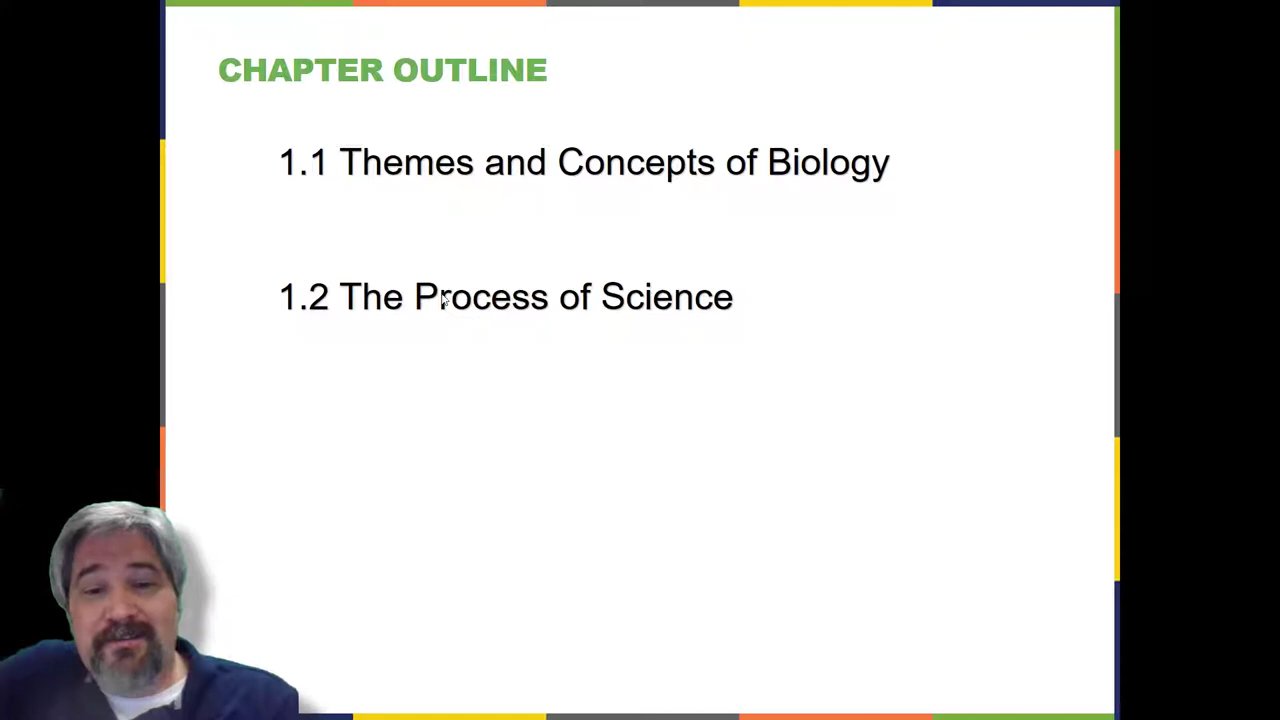 CHAPTER OUTLINE
1.1 Themes and Concepts of Biology
1.2 The Process of Science